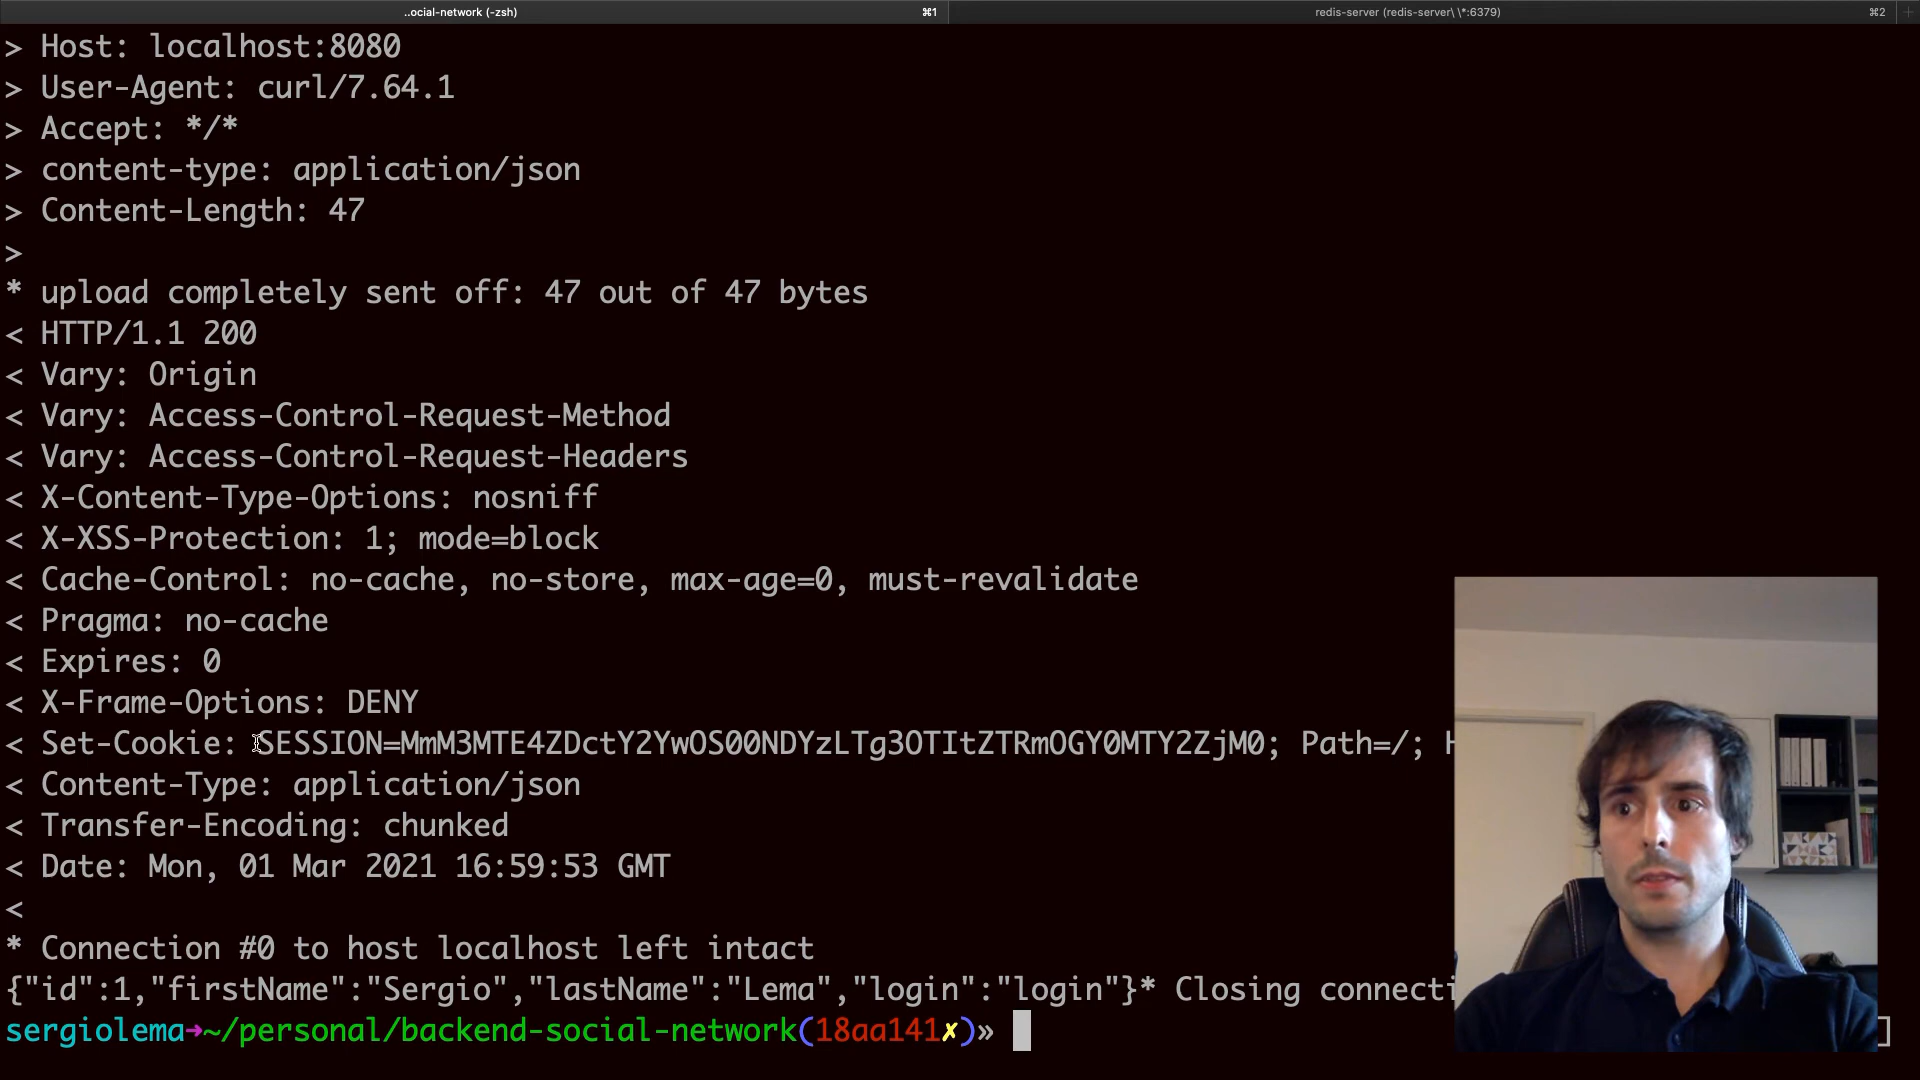 ..ocial-network (-zsh) ⌘1 redis-server (redis-server\ \*:6379) ⌘2
> Host: localhost:8080
> User-Agent: curl/7.64.1
> Accept: */*
> content-type: application/json
> Content-Length: 47
>
* upload completely sent off: 47 out of 47 bytes
< HTTP/1.1 200
< Vary: Origin
< Vary: Access-Control-Request-Method
< Vary: Access-Control-Request-Headers
< X-Content-Type-Options: nosniff
< X-XSS-Protection: 1; mode=block
< Cache-Control: no-cache, no-store, max-age=0, must-revalidate
< Pragma: no-cache
< Expires: 0
< X-Frame-Options: DENY
< Set-Cookie: SESSION=MmM3MTE4ZDctY2YwOS00NDYzLTg3OTItZTRmOGY0MTY2ZjM0; Path=/; H
< Content-Type: application/json
< Transfer-Encoding: chunked
< Date: Mon, 01 Mar 2021 16:59:53 GMT
<
* Connection #0 to host localhost left intact
{"id":1,"firstName":"Sergio","lastName":"Lema","login":"login"}* Closing connecti
sergiolema➜~/personal/backend-social-network(18aa141✗)»